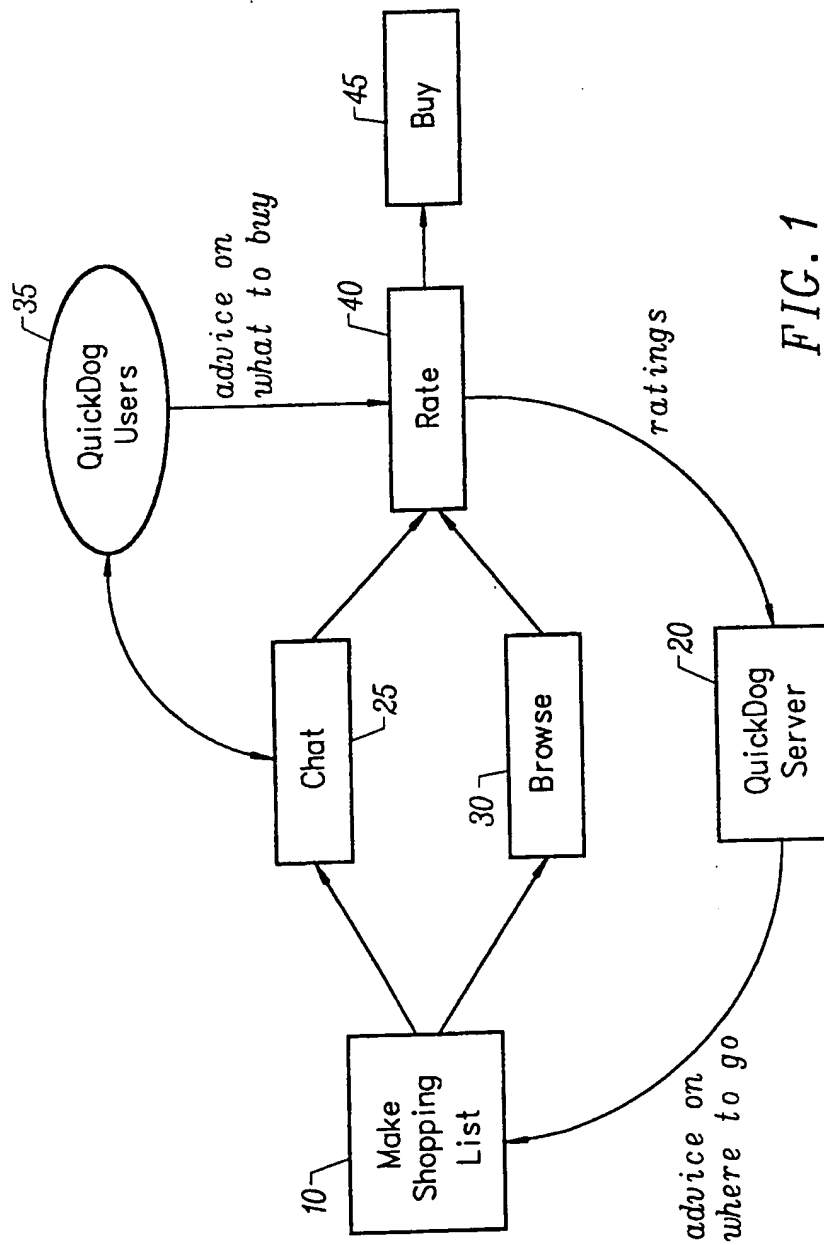 35
QuickDog
Users
advice on
what to buy
45
Buy
40
Rate
Chat
25
10
Make
Shopping
List
30
Browse
ratings
20
QuickDog
Server
advice on
where to go
FIG. 1